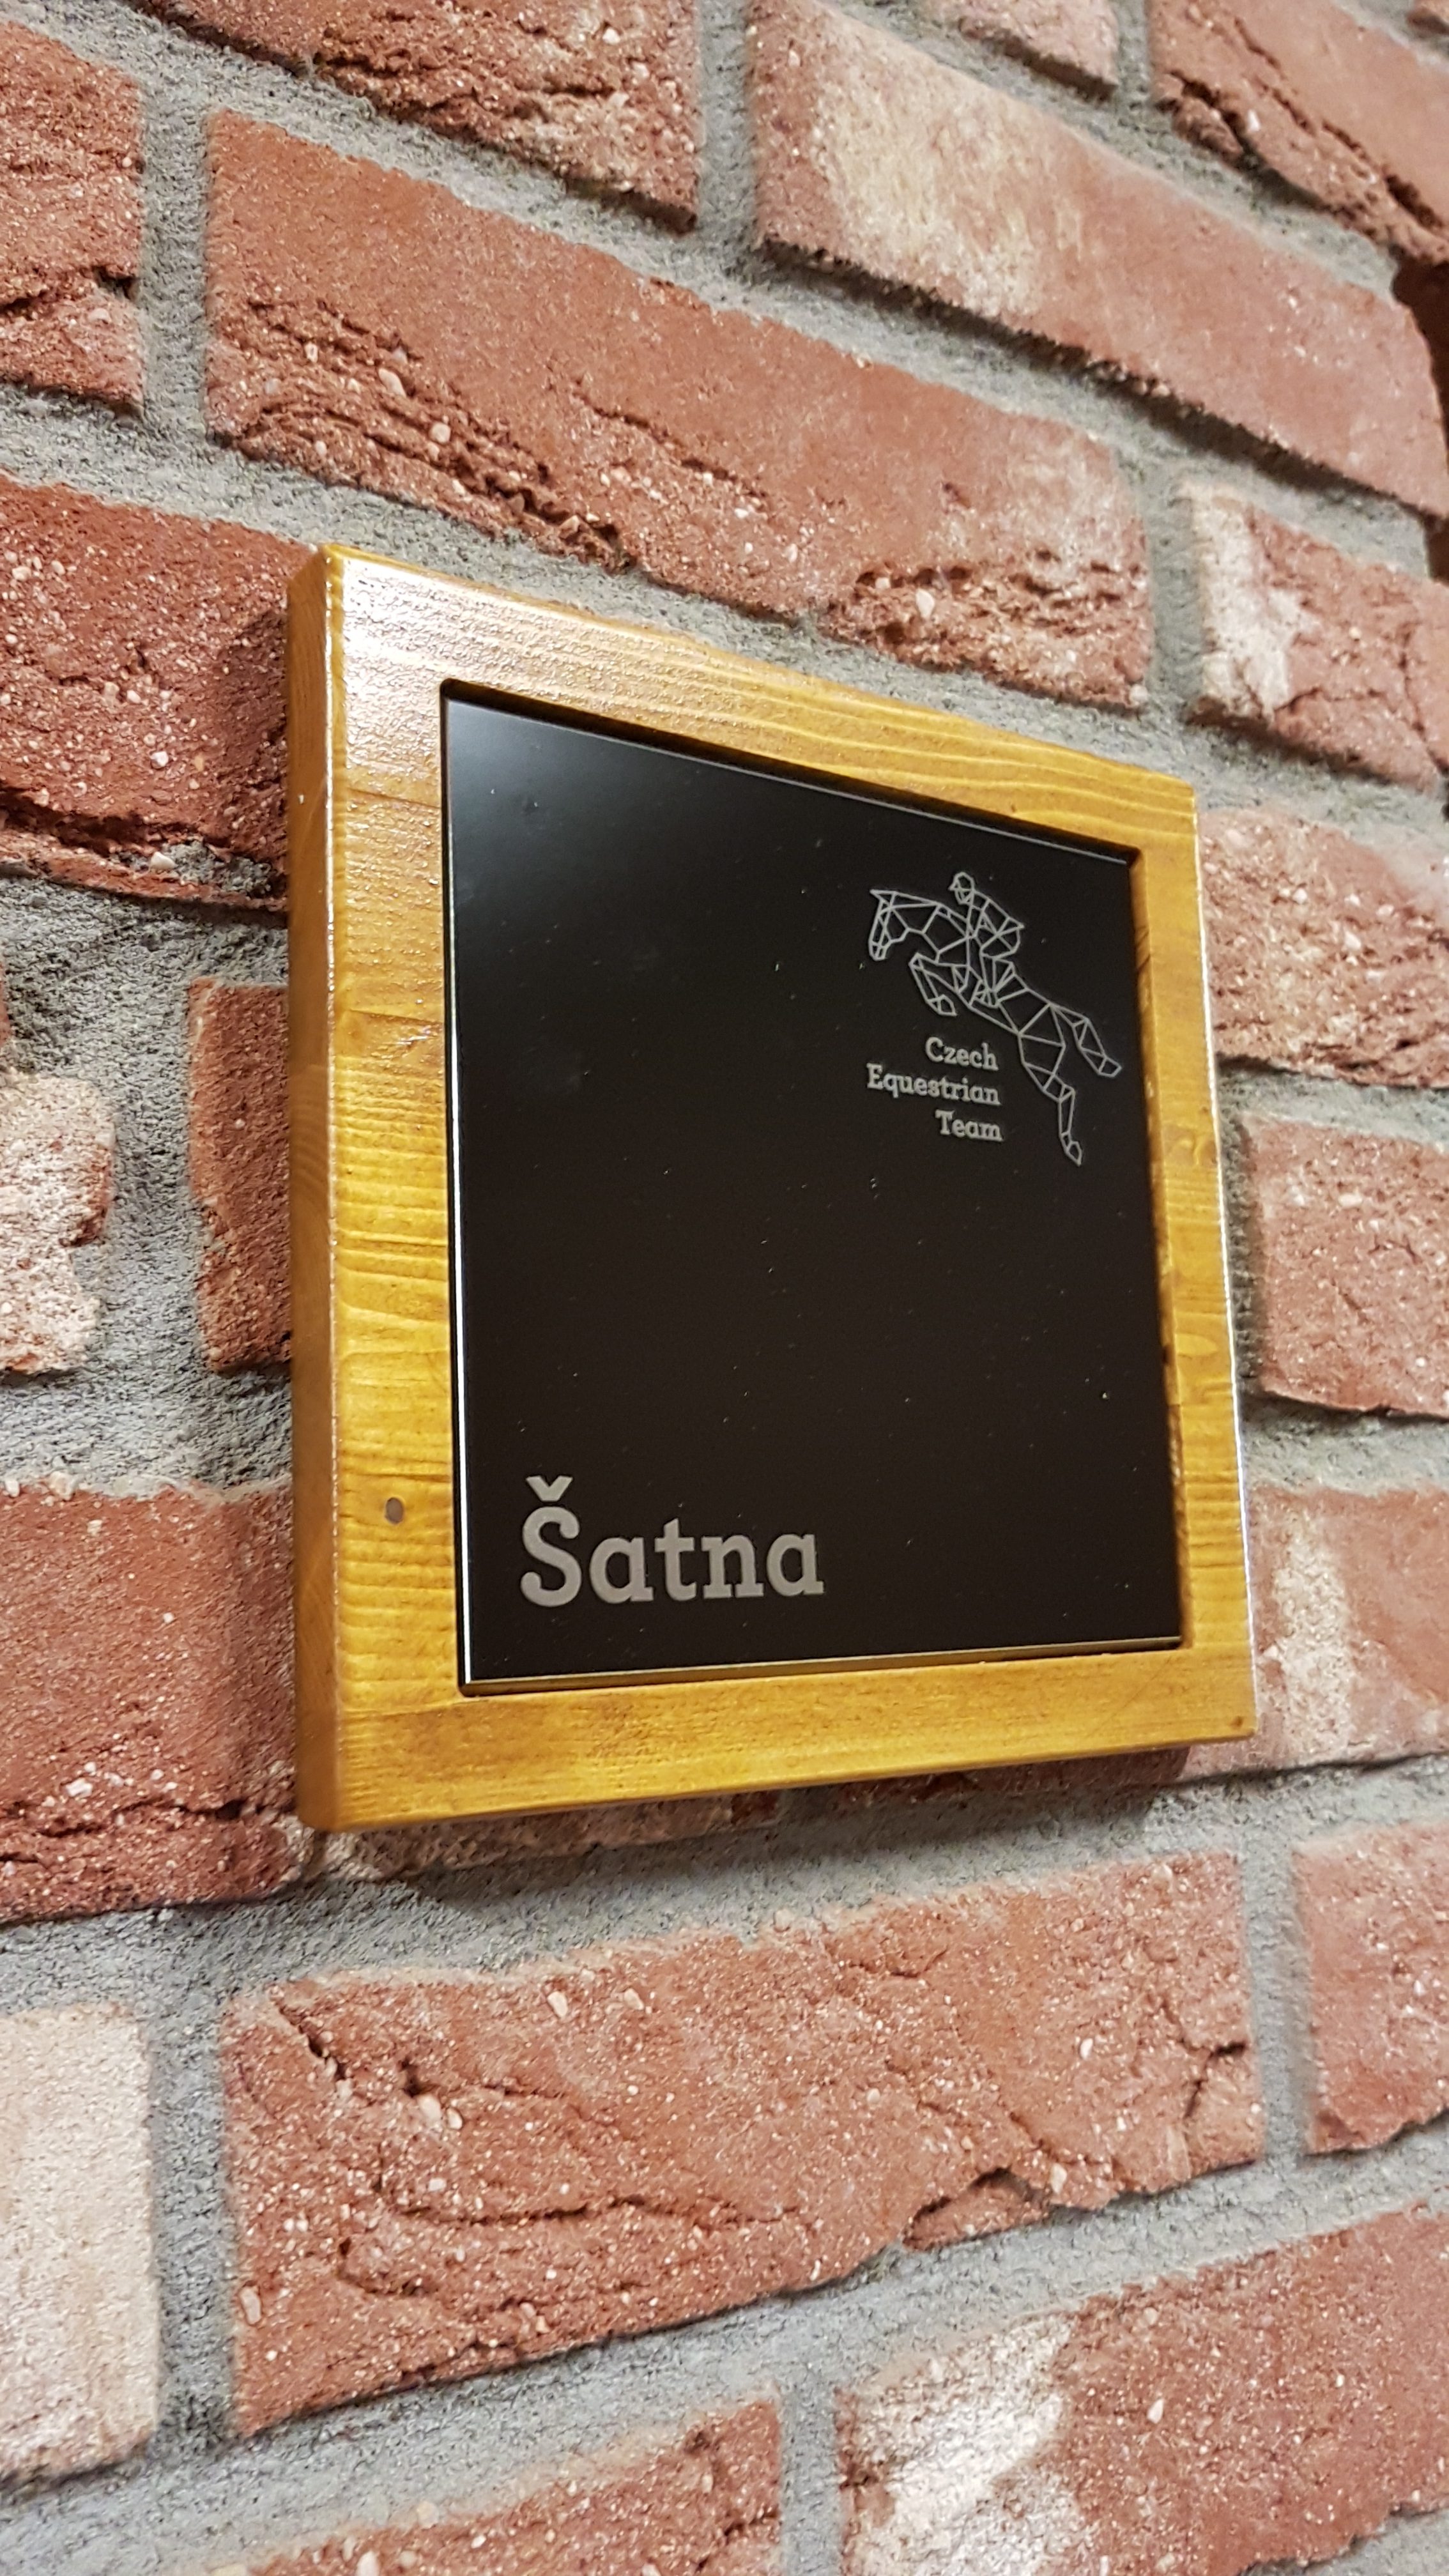 Czech
Equestrian
Team
Šatna